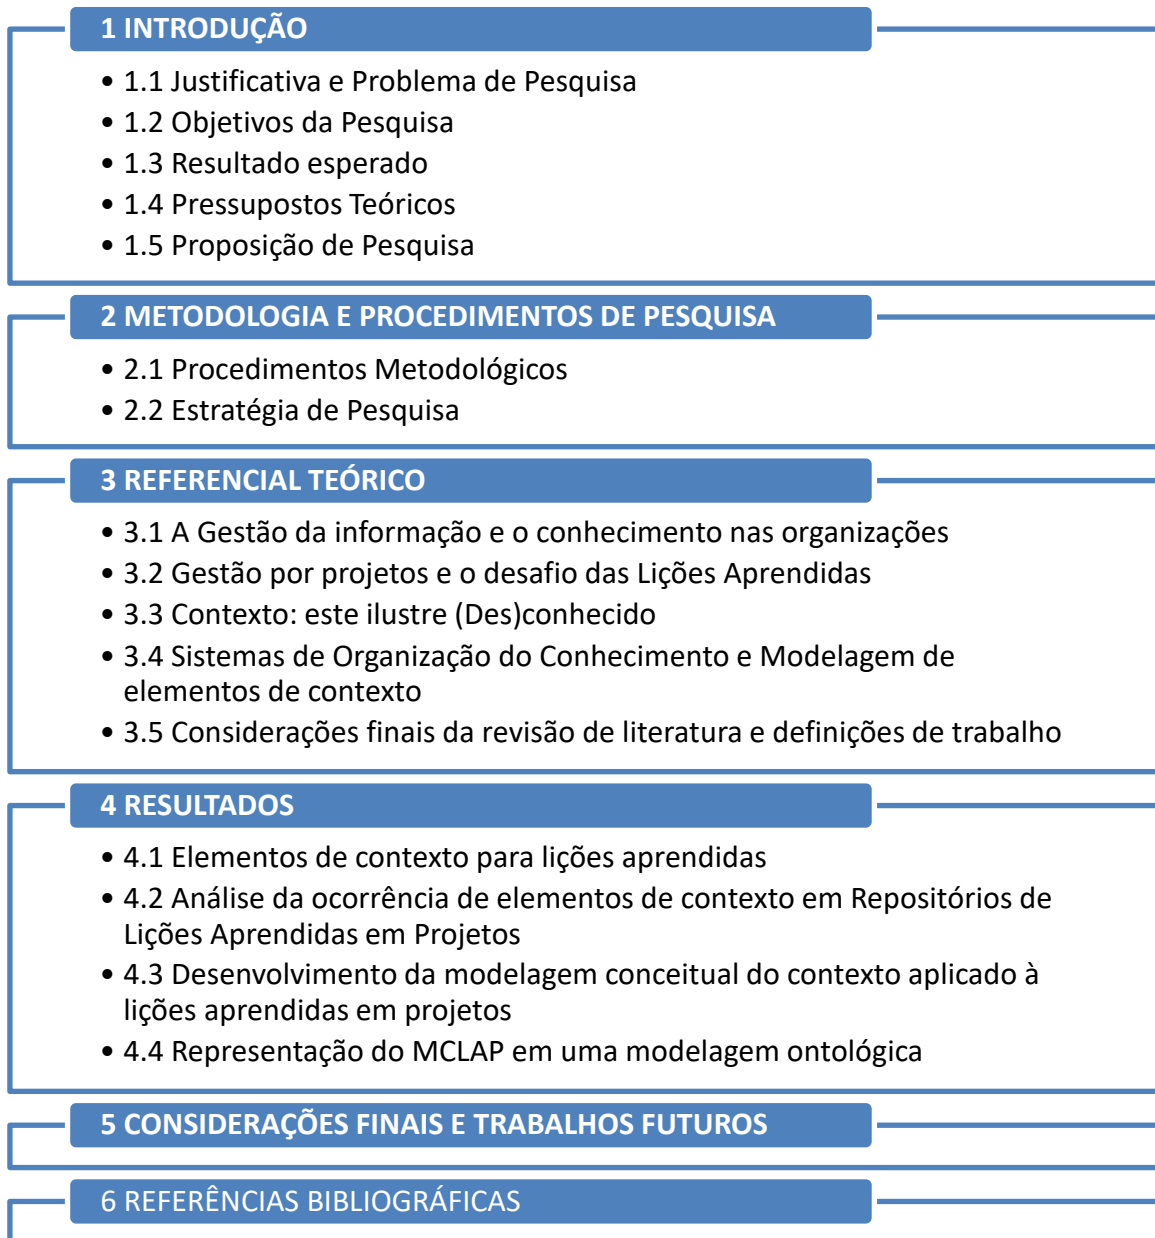 1 INTRODUÇÃO
• 1.1 Justificativa e Problema de Pesquisa
• 1.2 Objetivos da Pesquisa
• 1.3 Resultado esperado
• 1.4 Pressupostos Teóricos
• 1.5 Proposição de Pesquisa
2 METODOLOGIA E PROCEDIMENTOS DE PESQUISA
• 2.1 Procedimentos Metodológicos
• 2.2 Estratégia de Pesquisa
3 REFERENCIAL TEÓRICO
• 3.1 A Gestão da informação e o conhecimento nas organizações
• 3.2 Gestão por projetos e o desafio das Lições Aprendidas
• 3.3 Contexto: este ilustre (Des)conhecido
• 3.4 Sistemas de Organização do Conhecimento e Modelagem de
elementos de contexto
• 3.5 Considerações finais da revisão de literatura e definições de trabalho
4 RESULTADOS
• 4.1 Elementos de contexto para lições aprendidas
• 4.2 Análise da ocorrência de elementos de contexto em Repositórios de
Lições Aprendidas em Projetos
• 4.3 Desenvolvimento da modelagem conceitual do contexto aplicado à
lições aprendidas em projetos
• 4.4 Representação do MCLAP em uma modelagem ontológica
5 CONSIDERAÇÕES FINAIS E TRABALHOS FUTUROS
6 REFERÊNCIAS BIBLIOGRÁFICAS